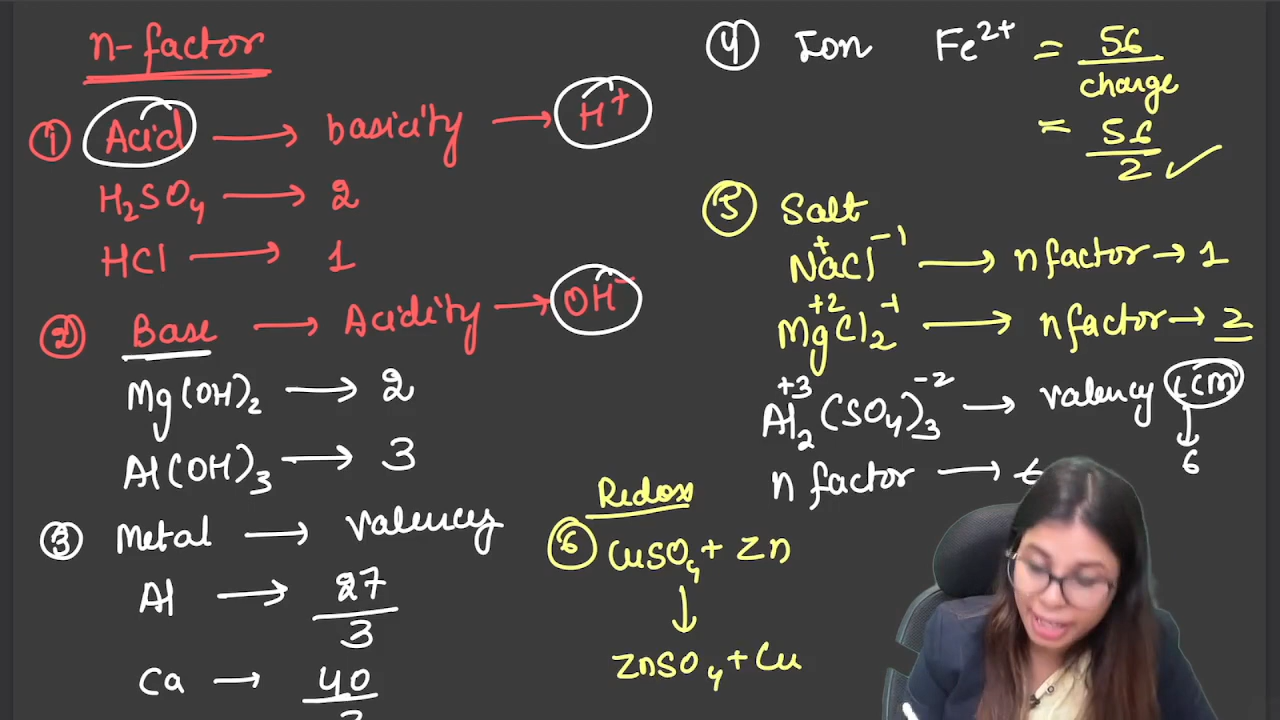 n-factor
① Acid → basicity → H⁺
H₂SO₄ → 2
HCl → 1
② Base → Acidity → OH⁻
Mg(OH)₂ → 2
Al(OH)₃ → 3
③ Metal → valency
Al → 27/3
Ca → 40/
④ Ion Fe²⁺ = 56/charge
= 56/2 ✓
⑤ Salt
Na⁺Cl⁻¹ → n factor → 1
Mg⁺²Cl₂⁻¹ → n factor → 2
Al₂⁺³(SO₄)₃⁻² → valency LCM
↓
6
n factor →
Redox
⑥ CuSO₄ + Zn
↓
ZnSO₄ + Cu